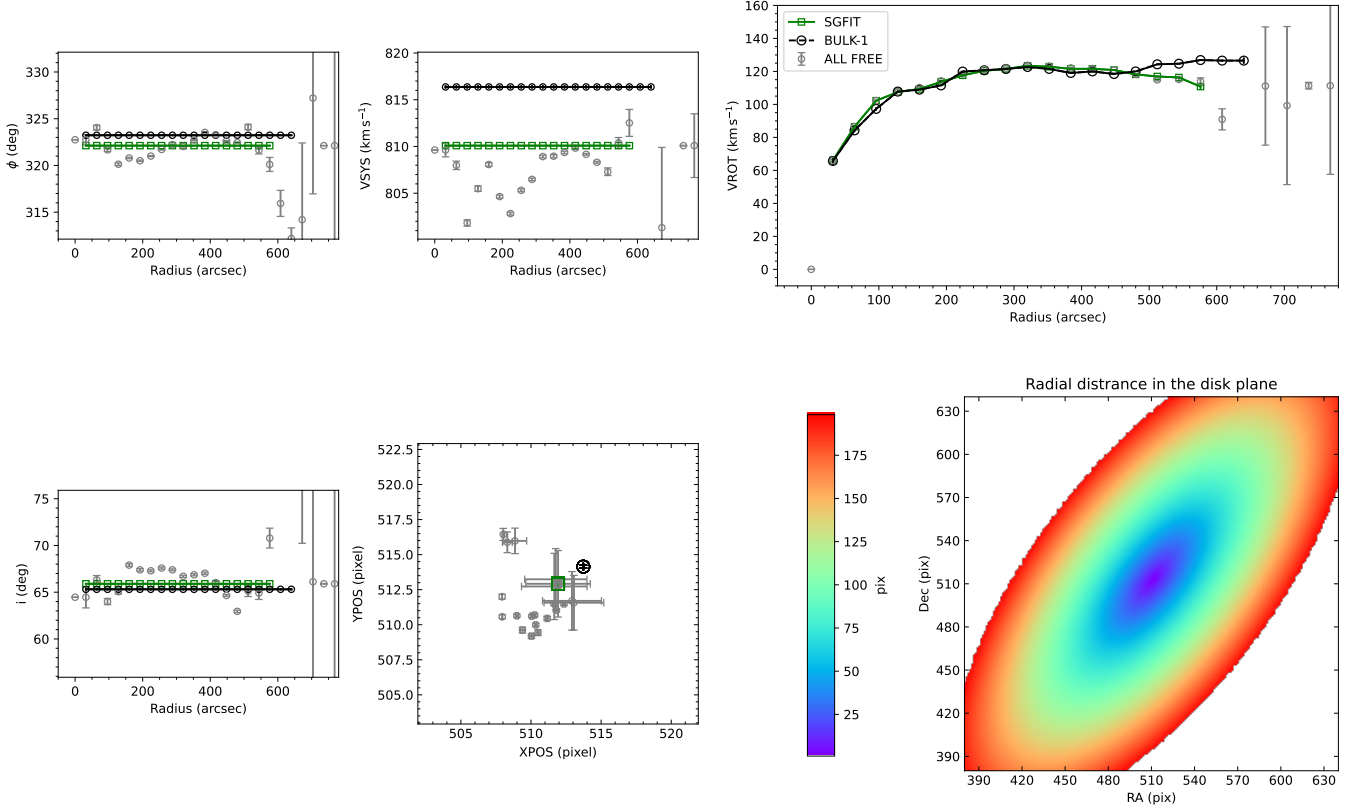 330
325
320
315
ϕ (deg)
0 200 400 600
Radius (arcsec)
820
815
810
805
VSYS (km s⁻¹)
0 200 400 600
Radius (arcsec)
160
140
120
100
80
60
40
20
0
VROT (km s⁻¹)
SGFIT
BULK-1
ALL FREE
0 100 200 300 400 500 600 700
Radius (arcsec)
75
70
65
60
i (deg)
0 200 400 600
Radius (arcsec)
522.5
520.0
517.5
515.0
512.5
510.0
507.5
505.0
YPOS (pixel)
505 510 515 520
XPOS (pixel)
175
150
125
100
75
50
25
pix
Radial distrance in the disk plane
630
600
570
540
510
480
450
420
390
Dec (pix)
390 420 450 480 510 540 570 600 630
RA (pix)